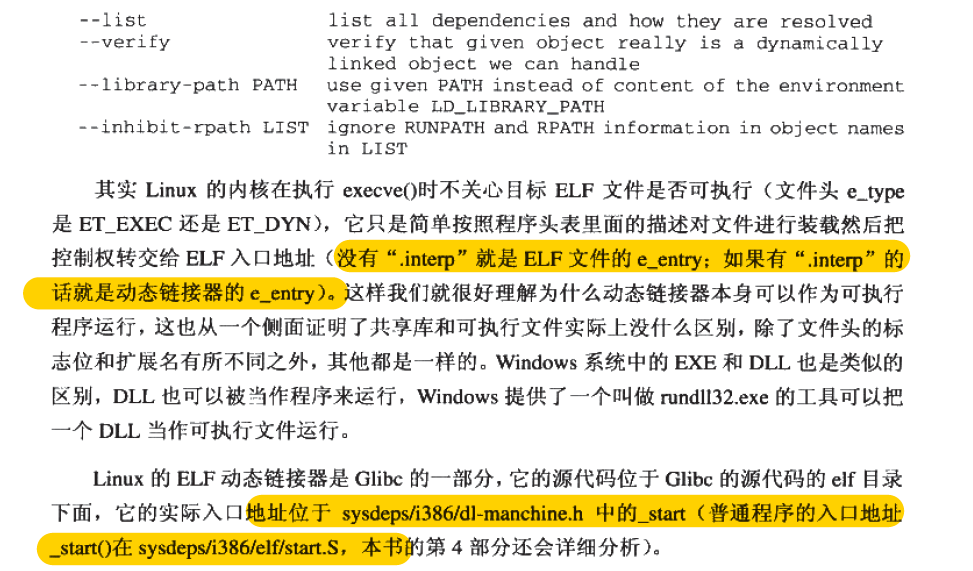 --list list all dependencies and how they are resolved
--verify verify that given object really is a dynamically
linked object we can handle
--library-path PATH use given PATH instead of content of the environment
variable LD_LIBRARY_PATH
--inhibit-rpath LIST ignore RUNPATH and RPATH information in object names
in LIST
其实 Linux 的内核在执行 execve()时不关心目标 ELF 文件是否可执行（文件头 e_type
是 ET_EXEC 还是 ET_DYN），它只是简单按照程序头表里面的描述对文件进行装载然后把
控制权转交给 ELF 入口地址（没有“.interp”就是 ELF 文件的 e_entry；如果有“.interp”的
话就是动态链接器的 e_entry）。这样我们就很好理解为什么动态链接器本身可以作为可执行
程序运行，这也从一个侧面证明了共享库和可执行文件实际上没什么区别，除了文件头的标
志位和扩展名有所不同之外，其他都是一样的。Windows 系统中的 EXE 和 DLL 也是类似的
区别，DLL 也可以被当作程序来运行，Windows 提供了一个叫做 rundll32.exe 的工具可以把
一个 DLL 当作可执行文件运行。
Linux 的 ELF 动态链接器是 Glibc 的一部分，它的源代码位于 Glibc 的源代码的 elf 目录
下面，它的实际入口地址位于 sysdeps/i386/dl-manchine.h 中的_start（普通程序的入口地址
_start()在 sysdeps/i386/elf/start.S，本书的第 4 部分还会详细分析）。